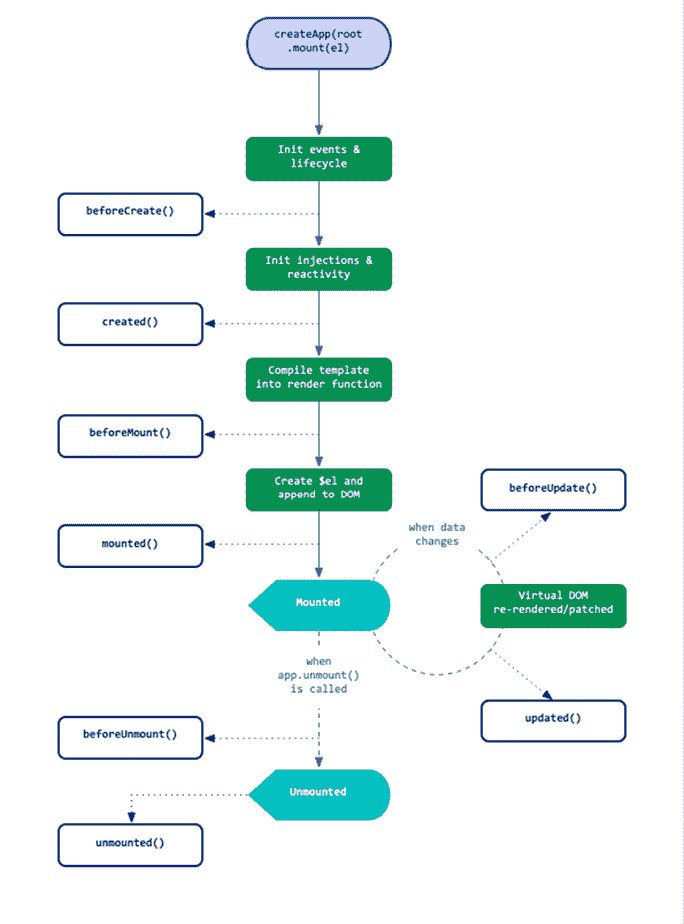 createApp(root
.mount(el)
Init events &
lifecycle
beforeCreate()
Init injections &
reactivity
created()
Compile template
into render function
beforeMount()
Create $el and
append to DOM
beforeUpdate()
when data
changes
mounted()
Mounted
Virtual DOM
re-rendered/patched
when
app.unmount()
is called
updated()
beforeUnmount()
Unmounted
unmounted()